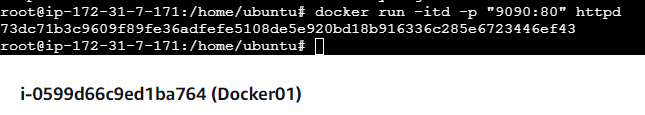 root@ip-172-31-7-171:/home/ubuntu# docker run -itd -p "9090:80" httpd
73dc71b3c9609f89fe36adfefe5108de5e920bd18b916336c285e6723446ef43
root@ip-172-31-7-171:/home/ubuntu#
i-0599d66c9ed1ba764 (Docker01)